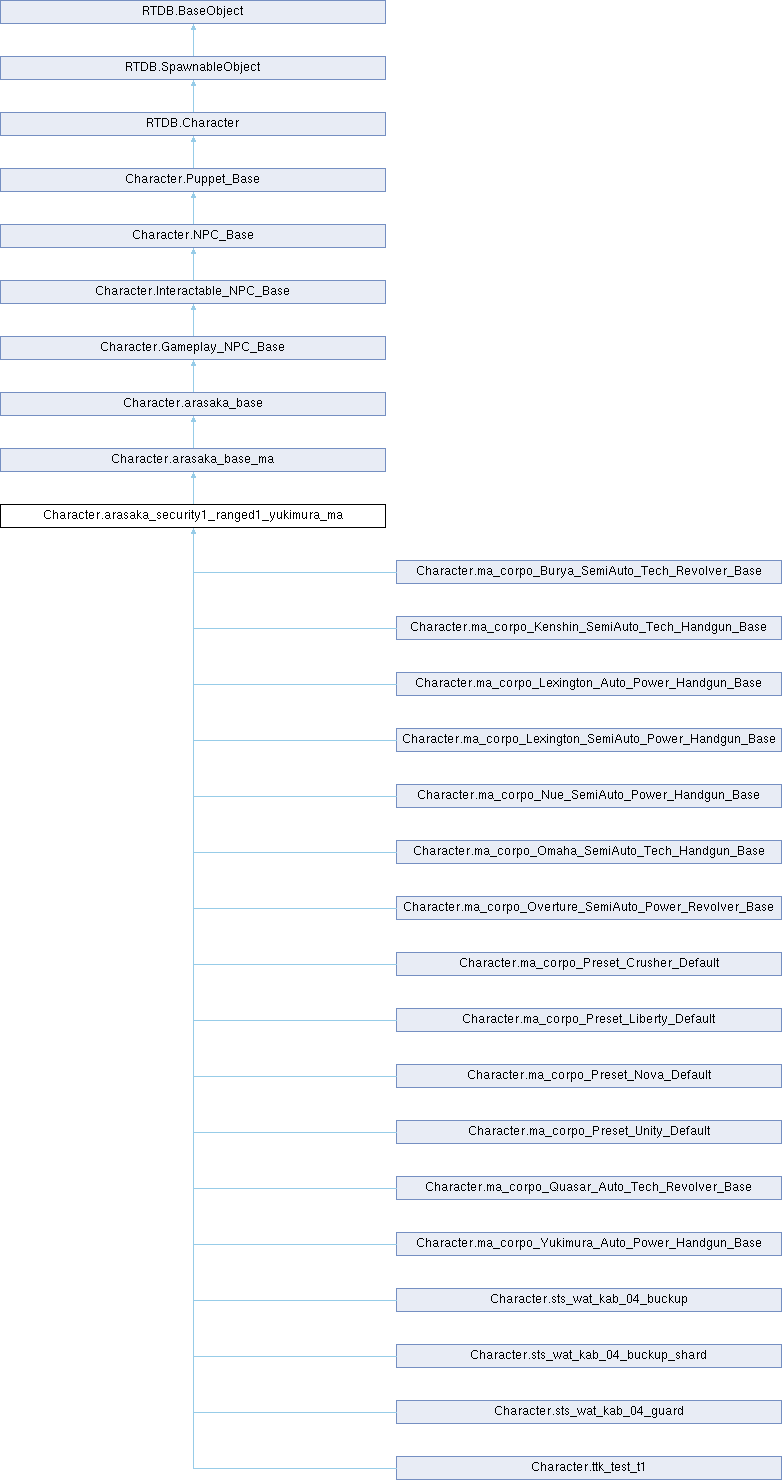 RTDB.BaseObject
RTDB.SpawnableObject
RTDB.Character
Character.Puppet_Base
Character.NPC_Base
Character.Interactable_NPC_Base
Character.Gameplay_NPC_Base
Character.arasaka_base
Character.arasaka_base_ma
Character.arasaka_security1_ranged1_yukimura_ma
Character.ma_corpo_Burya_SemiAuto_Tech_Revolver_Base
Character.ma_corpo_Kenshin_SemiAuto_Tech_Handgun_Base
Character.ma_corpo_Lexington_Auto_Power_Handgun_Base
Character.ma_corpo_Lexington_SemiAuto_Power_Handgun_Base
Character.ma_corpo_Nue_SemiAuto_Power_Handgun_Base
Character.ma_corpo_Omaha_SemiAuto_Tech_Handgun_Base
Character.ma_corpo_Overture_SemiAuto_Power_Revolver_Base
Character.ma_corpo_Preset_Crusher_Default
Character.ma_corpo_Preset_Liberty_Default
Character.ma_corpo_Preset_Nova_Default
Character.ma_corpo_Preset_Unity_Default
Character.ma_corpo_Quasar_Auto_Tech_Revolver_Base
Character.ma_corpo_Yukimura_Auto_Power_Handgun_Base
Character.sts_wat_kab_04_buckup
Character.sts_wat_kab_04_buckup_shard
Character.sts_wat_kab_04_guard
Character.ttk_test_t1